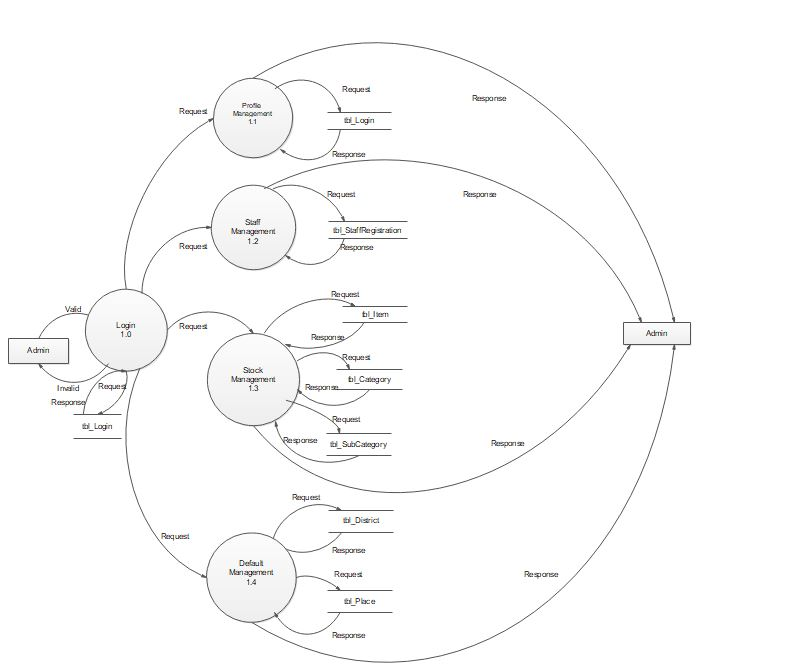 Response
Request
Profile
Management
1.1
Request
tbl_Login
Response
Response
Request
Staff
Management
1.2
Request
tbl_StaffRegistration
Response
Request
tbl_Item
Response
Valid
Login
1.0
Request
Admin
Invalid
Request
Response
tbl_Login
Stock
Management
1.3
Request
tbl_Category
Response
Request
tbl_SubCategory
Response
Response
Admin
Request
Request
tbl_District
Response
Default
Management
1.4
Request
tbl_Place
Response
Response